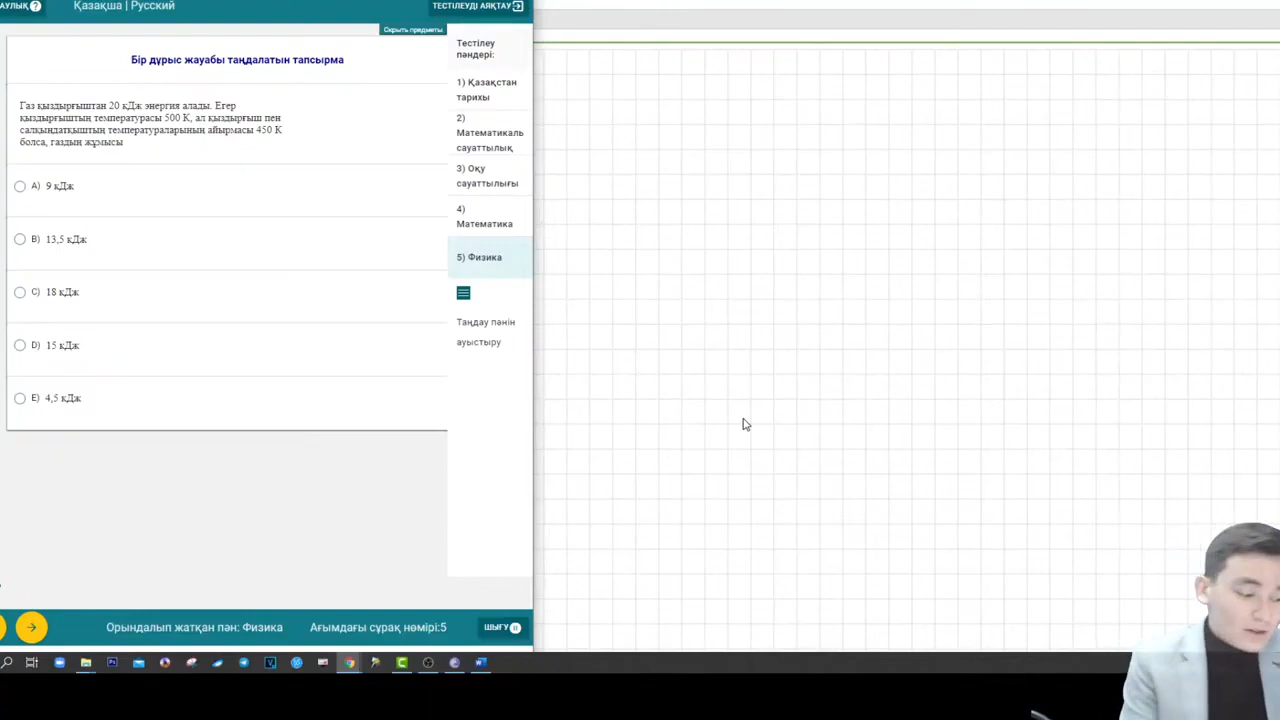 АУЛЫҚ
Қазақша | Русский
ТЕСТІЛЕУДІ АЯҚТАУ
Скрыть предметы
Бір дұрыс жауабы таңдалатын тапсырма
Газ қыздырғыштан 20 кДж энергия алады. Егер
қыздырғыштың температурасы 500 К, ал қыздырғыш пен
салқындатқыштың температураларының айырмасы 450 К
болса, газдың жұмысы
A) 9 кДж
B) 13,5 кДж
C) 18 кДж
D) 15 кДж
E) 4,5 кДж
Тестілеу
пәндері:
1) Қазақстан
тарихы
2)
Математикаль
сауаттылық
3) Оқу
сауаттылығы
4)
Математика
5) Физика
Таңдау пәнін
ауыстыру
Орындалып жатқан пән: Физика
Ағымдағы сұрақ нөмірі:5
ШЫҒУ